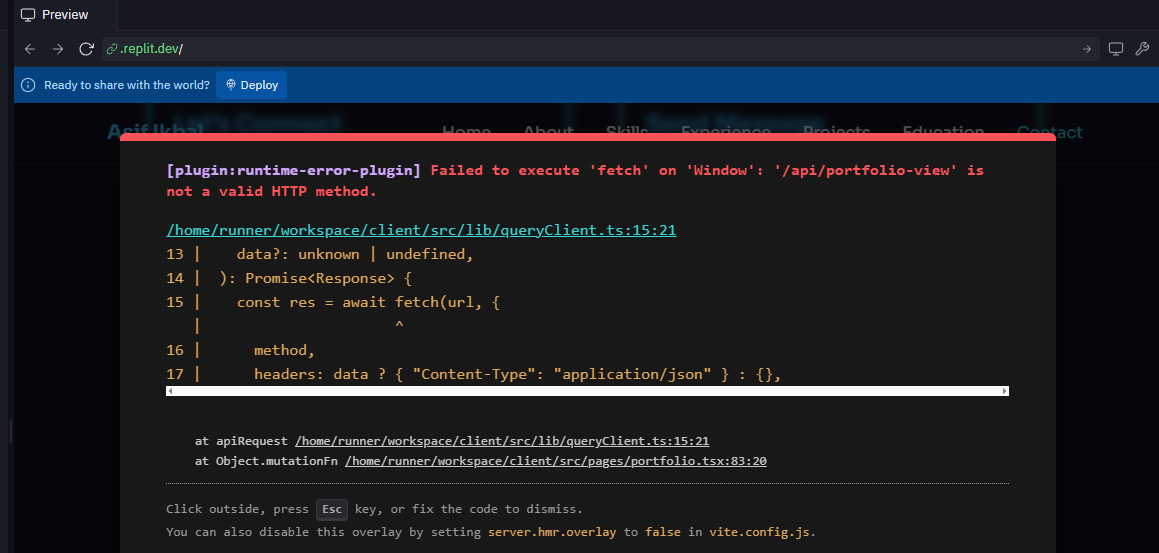 Preview
.replit.dev/
Ready to share with the world? Deploy
Let's Connect Send Message
Asif Ikbal Home About Skills Experience Projects Education Contact
[plugin:runtime-error-plugin] Failed to execute 'fetch' on 'Window': '/api/portfolio-view' is
not a valid HTTP method.
/home/runner/workspace/client/src/lib/queryClient.ts:15:21
13 | data?: unknown | undefined,
14 | ): Promise<Response> {
15 | const res = await fetch(url, {
| ^
16 | method,
17 | headers: data ? { "Content-Type": "application/json" } : {},
at apiRequest /home/runner/workspace/client/src/lib/queryClient.ts:15:21
at Object.mutationFn /home/runner/workspace/client/src/pages/portfolio.tsx:83:20
Click outside, press Esc key, or fix the code to dismiss.
You can also disable this overlay by setting server.hmr.overlay to false in vite.config.js.